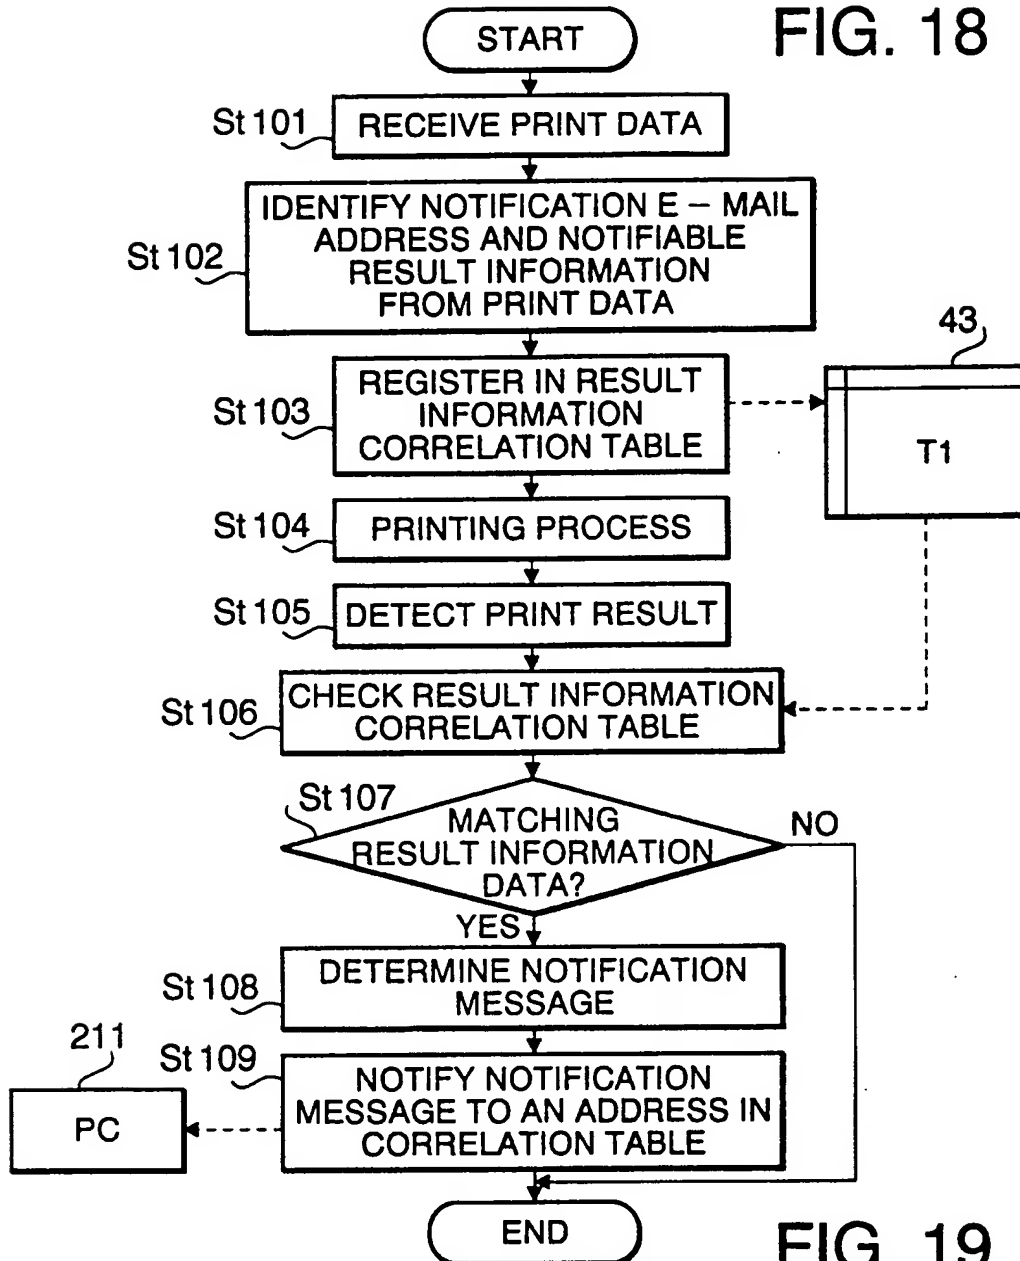 FIG. 18
START
St 101
RECEIVE PRINT DATA
St 102
IDENTIFY NOTIFICATION E – MAIL
ADDRESS AND NOTIFIABLE
RESULT INFORMATION
FROM PRINT DATA
43
St 103
REGISTER IN RESULT
INFORMATION
CORRELATION TABLE
T1
St 104
PRINTING PROCESS
St 105
DETECT PRINT RESULT
St 106
CHECK RESULT INFORMATION
CORRELATION TABLE
St 107
MATCHING
RESULT INFORMATION
DATA?
NO
YES
St 108
DETERMINE NOTIFICATION
MESSAGE
211
PC
St 109
NOTIFY NOTIFICATION
MESSAGE TO AN ADDRESS IN
CORRELATION TABLE
END
FIG. 19